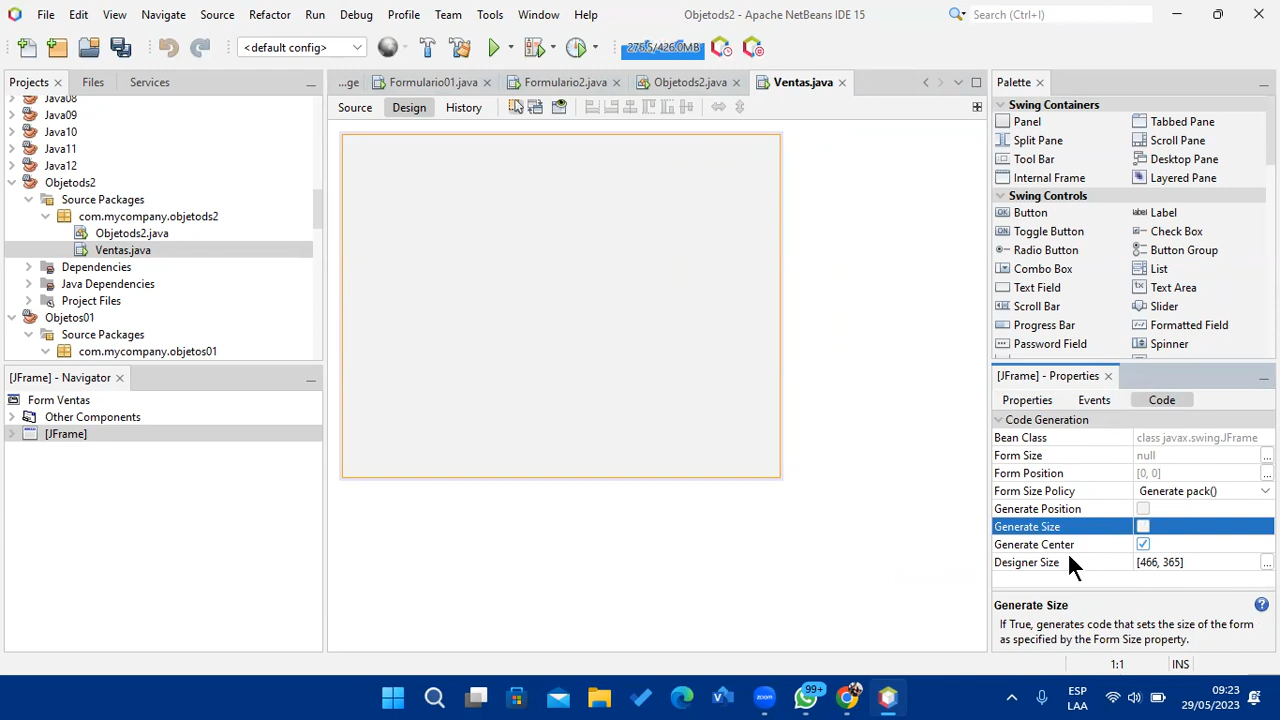 File Edit View Navigate Source Refactor Run Debug Profile Team Tools Window Help
Objetods2 - Apache NetBeans IDE 15
Search (Ctrl+I)
<default config>
276.5/426.0MB
Projects Files Services
...ge Formulario01.java Formulario2.java Objetods2.java Ventas.java
Source Design History
Java08
Java09
Java10
Java11
Java12
Objetods2
Source Packages
com.mycompany.objetods2
Objetods2.java
Ventas.java
Dependencies
Java Dependencies
Project Files
Objetos01
Source Packages
com.mycompany.objetos01
[JFrame] - Navigator
Form Ventas
Other Components
[JFrame]
Palette
Swing Containers
Panel Tabbed Pane
Split Pane Scroll Pane
Tool Bar Desktop Pane
Internal Frame Layered Pane
Swing Controls
OK Button label Label
Toggle Button Check Box
Radio Button Button Group
Combo Box List
Text Field Text Area
Scroll Bar Slider
Progress Bar Formatted Field
Password Field Spinner
[JFrame] - Properties
Properties Events Code
Code Generation
Bean Class class javax.swing.JFrame
Form Size null ...
Form Position [0, 0] ...
Form Size Policy Generate pack()
Generate Position
Generate Size
Generate Center
Designer Size [466, 365] ...
Generate Size
If True, generates code that sets the size of the form
as specified by the Form Size property.
1:1 INS
99+
ESP
LAA
09:23
29/05/2023